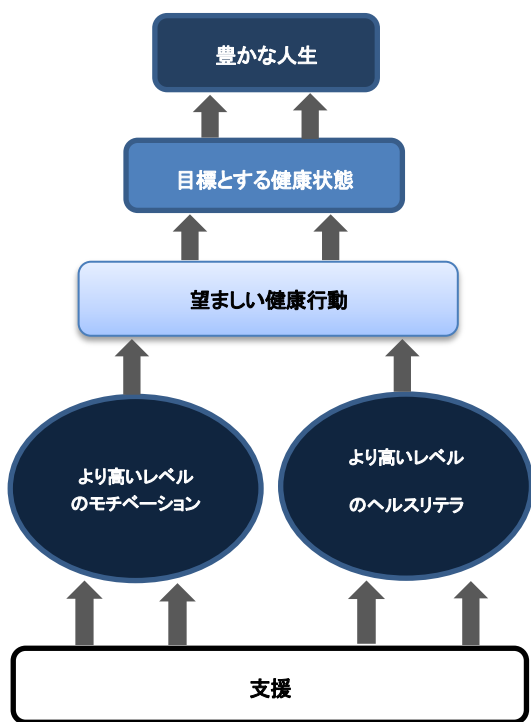 豊かな人生
目標とする健康状態
望ましい健康行動
より高いレベル
のモチベーション
より高いレベル
のヘルスリテラ
支援